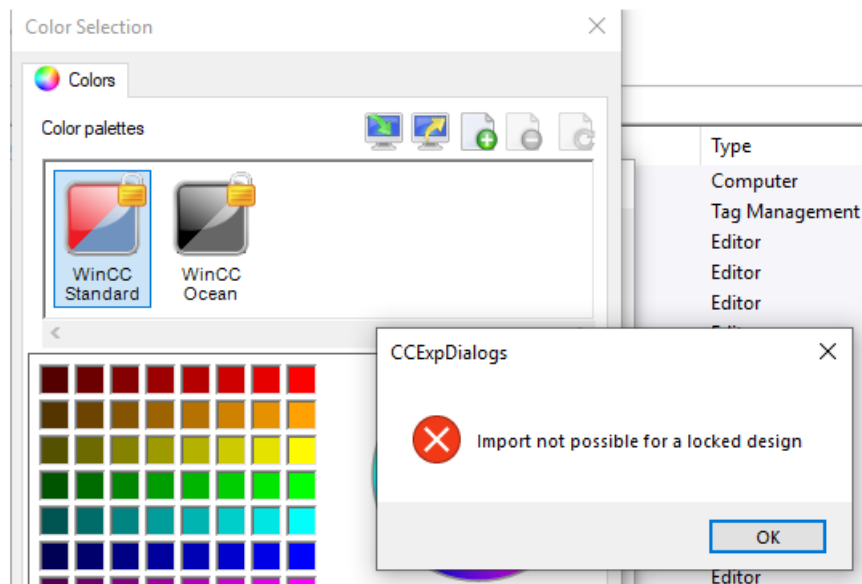 Color Selection
Colors
Color palettes
WinCC
Standard
WinCC
Ocean
Type
Computer
Tag Management
Editor
Editor
Editor
CCExpDialogs
Import not possible for a locked design
OK
Editor